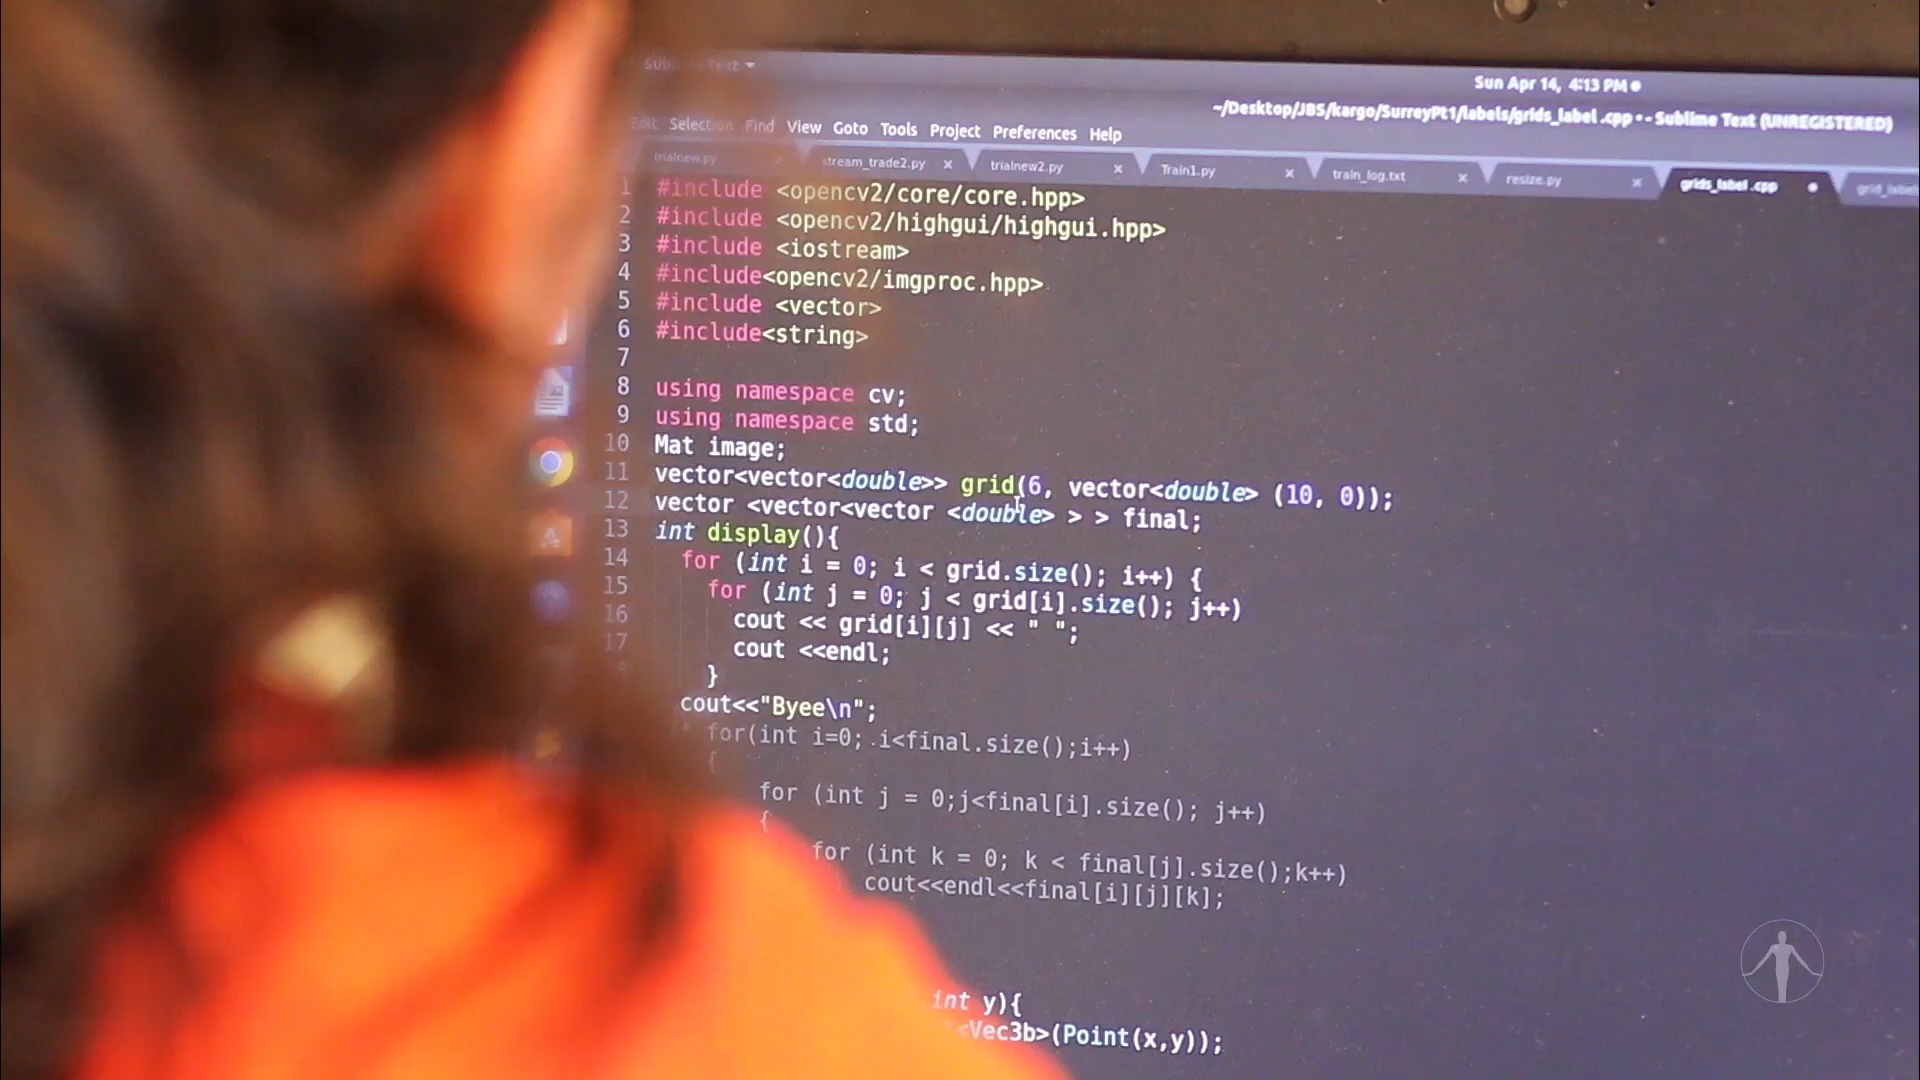 Sublime Text
Sun Apr 14, 4:13 PM
~/Desktop/JBS/kargo/SurreyPt1/labels/grids_label .cpp • - Sublime Text (UNREGISTERED)
Edit Selection Find View Goto Tools Project Preferences Help
trialnew.py stream_trade2.py trialnew2.py Train1.py train_log.txt resize.py grids_label .cpp
1 #include <opencv2/core/core.hpp>
2 #include <opencv2/highgui/highgui.hpp>
3 #include <iostream>
4 #include<opencv2/imgproc.hpp>
5 #include <vector>
6 #include<string>
7
8 using namespace cv;
9 using namespace std;
10 Mat image;
11 vector<vector<double>> grid(6, vector<double> (10, 0));
12 vector <vector<vector <double> > > final;
13 int display(){
14 for (int i = 0; i < grid.size(); i++) {
15 for (int j = 0; j < grid[i].size(); j++)
16 cout << grid[i][j] << " ";
17 cout <<endl;
}
cout<<"Byee\n";
/* for(int i=0; i<final.size();i++)
{
for (int j = 0;j<final[i].size(); j++)
{
for (int k = 0; k < final[j].size();k++)
cout<<endl<<final[i][j][k];
int y){
<Vec3b>(Point(x,y));